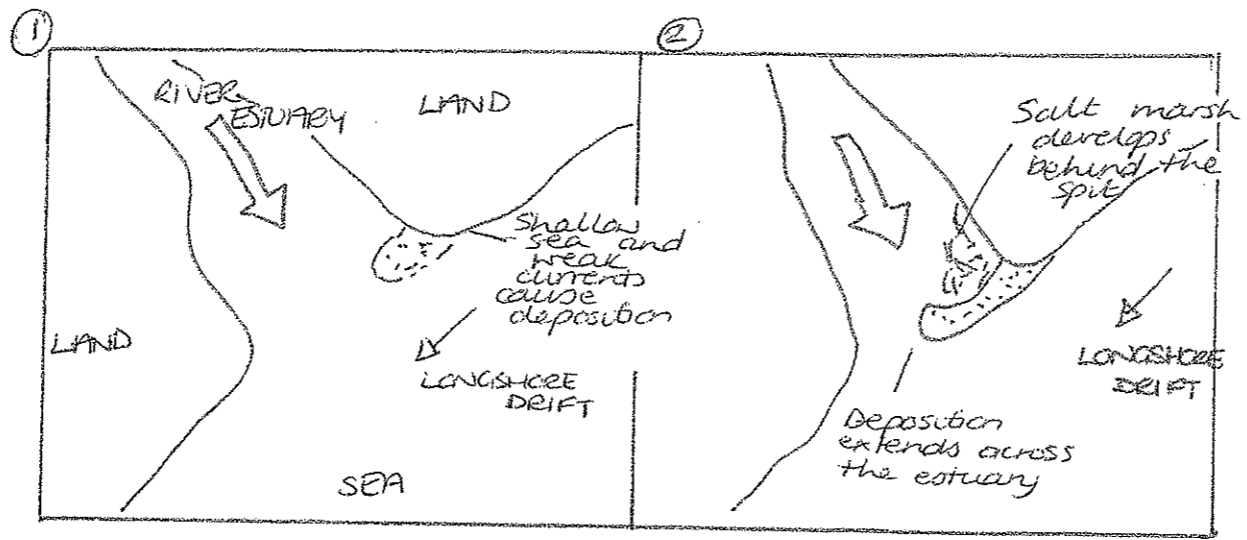 1
RIVER
ESTUARY
LAND
Shallow
sea and
weak
currents
cause
deposition
LAND
LONGSHORE
DRIFT
SEA
2
Salt marsh
develops
behind the
spit
LONGSHORE
DRIFT
Deposition
extends across
the estuary